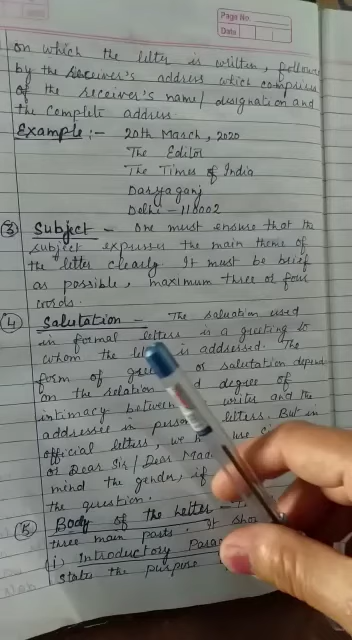 Page No.
Date
on which the letter is written, follow
by the receiver's address which comprises
of the receiver's name/designation and
the complete address
Example:- 20th March, 2020
The Editor
The Times of India
Daryaganj
Delhi - 110002
③ Subject - One must ensure that the
subject expresses the main theme of
the letter clearly. It must be brief
as possible, maximum three or four
words.
④ Salutation - The saluation used
in formal letters is a greeting to
whom the is addressed. The
form of or salutation depend
on the relation degree of
intimacy between writer and the
addressee in letters. But in
official letters, we use
or Dear Sir/Dear
mind the gender, if
the question.
⑤ Body of the Letter -
three main parts. It
(i) Introductory
state the purpose